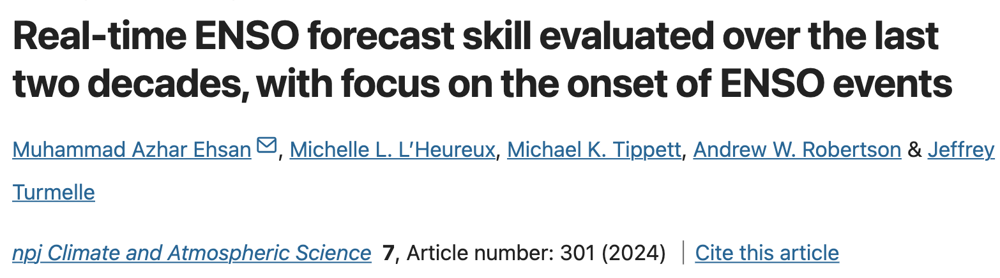 Real-time ENSO forecast skill evaluated over the last
two decades, with focus on the onset of ENSO events
Muhammad Azhar Ehsan, Michelle L. L’Heureux, Michael K. Tippett, Andrew W. Robertson & Jeffrey
Turmelle
npj Climate and Atmospheric Science 7, Article number: 301 (2024) | Cite this article